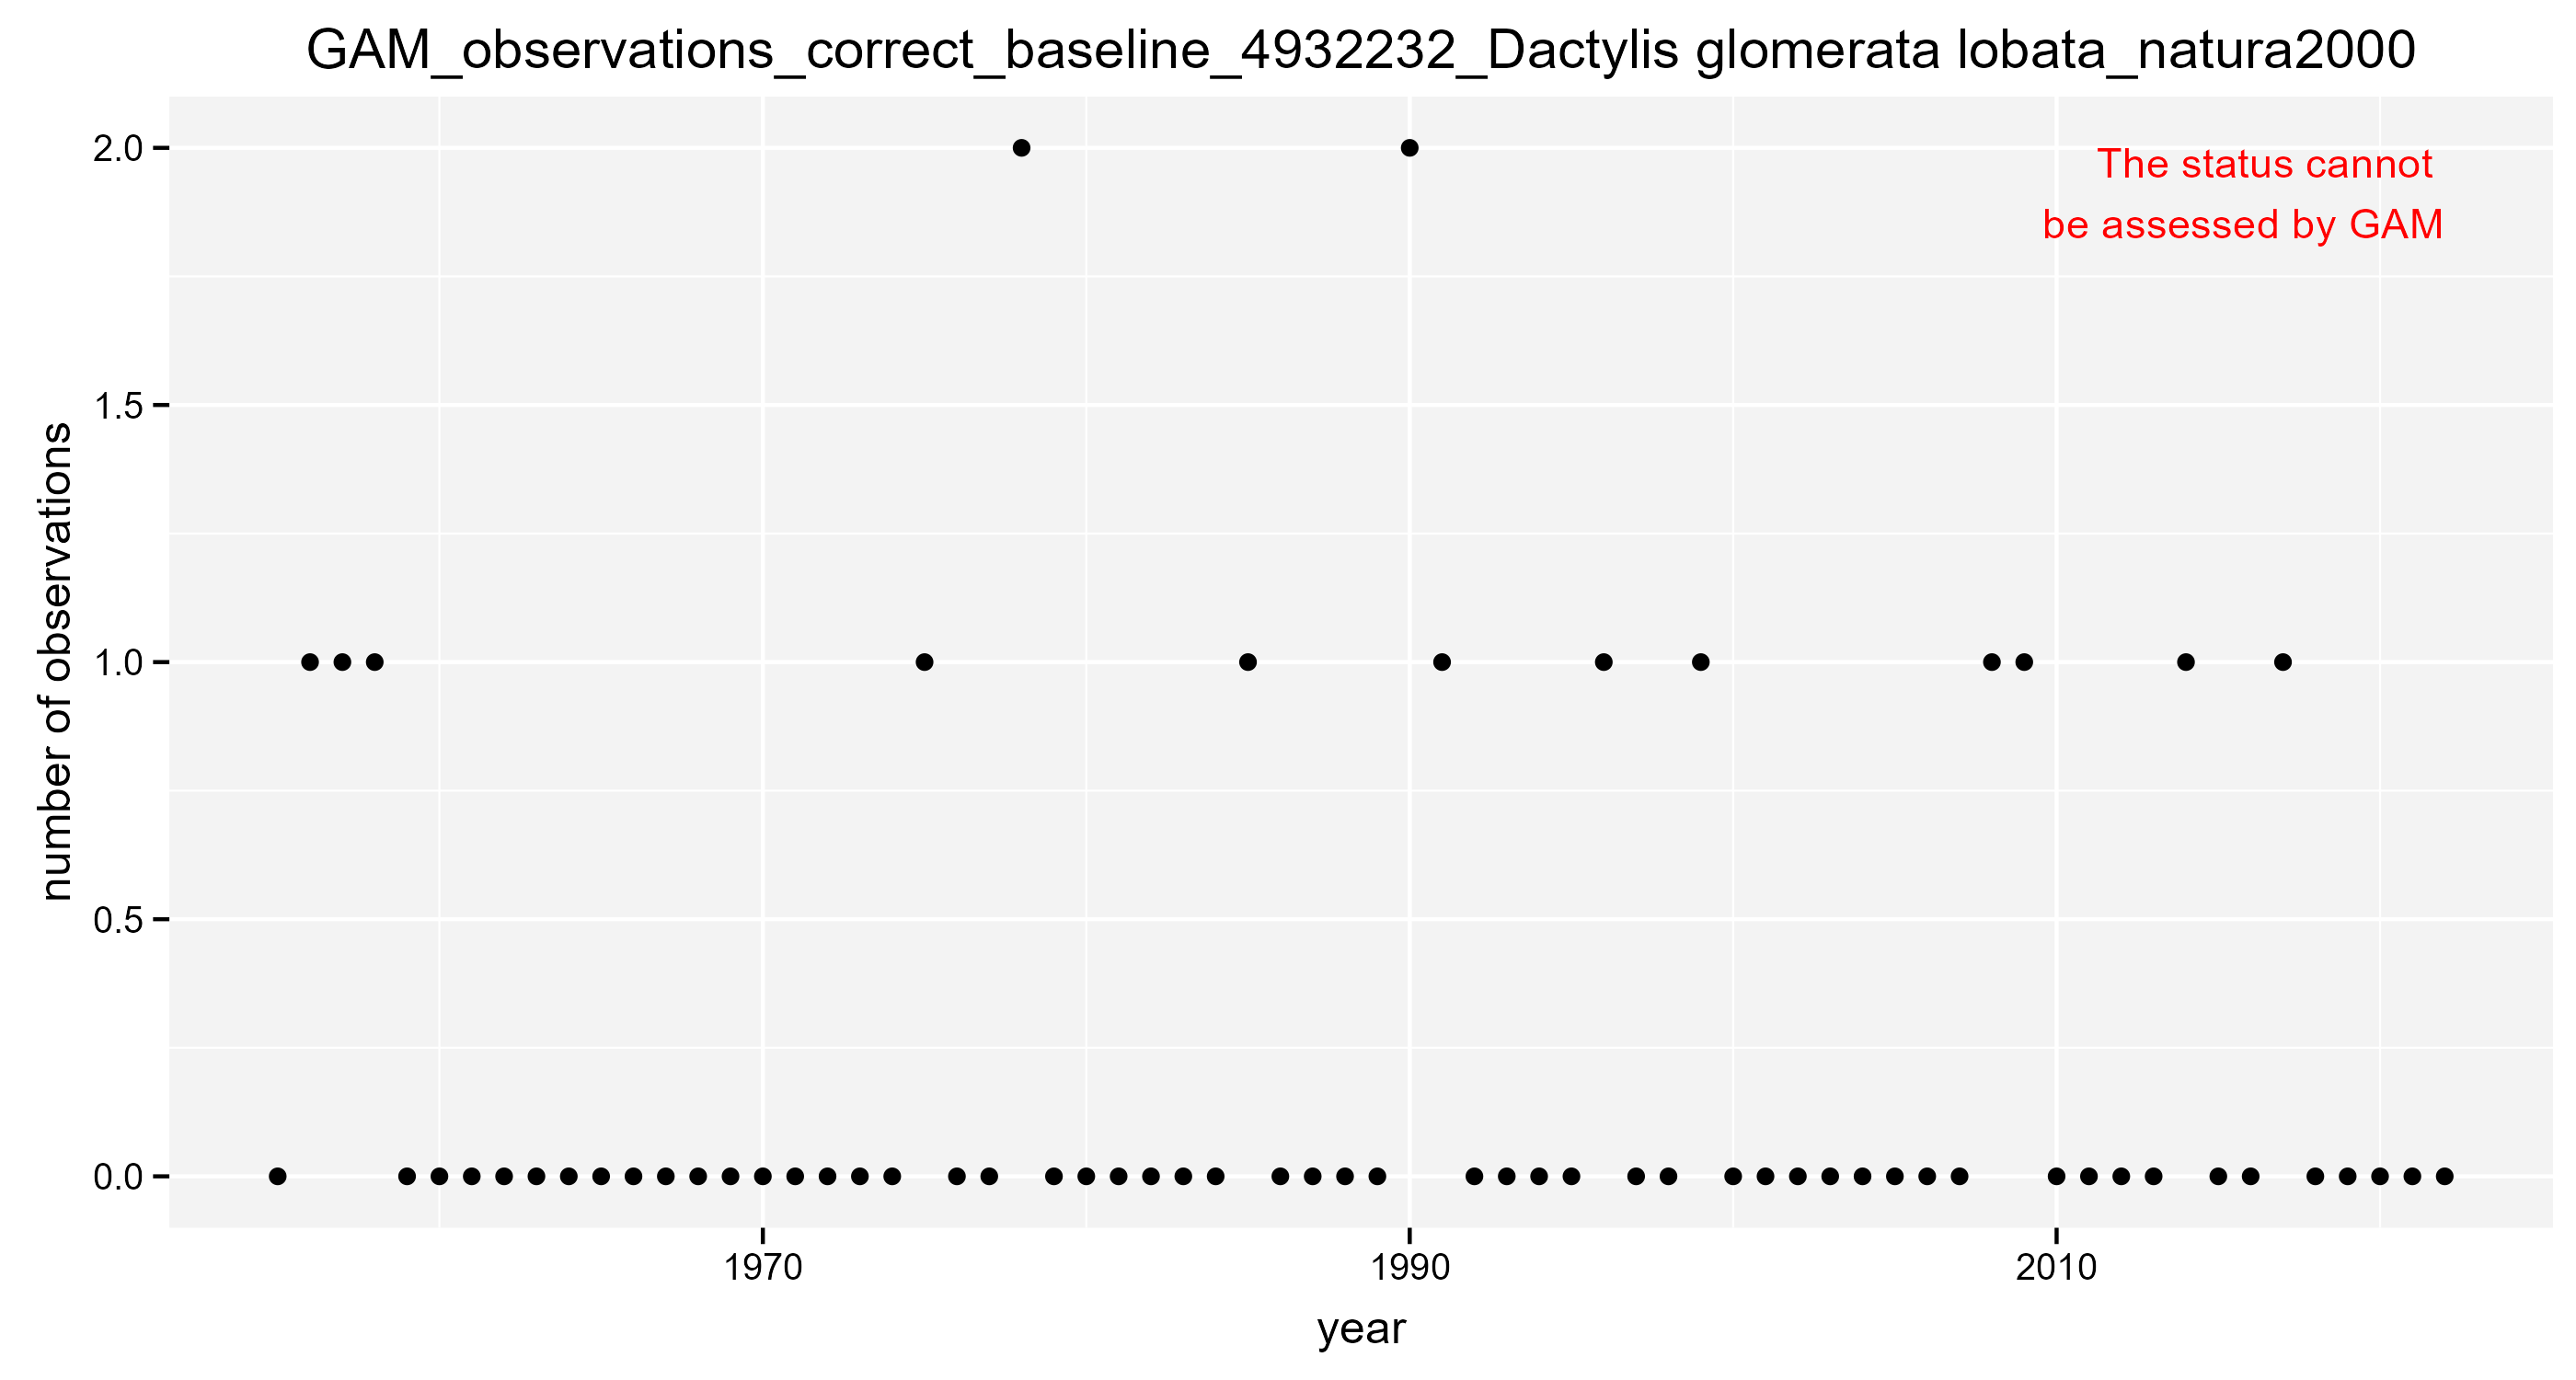 GAM_observations_correct_baseline_4932232_Dactylis glomerata lobata_natura2000
The status cannot
be assessed by GAM
number of observations
2.0
1.5
1.0
0.5
0.0
1970
1990
2010
year